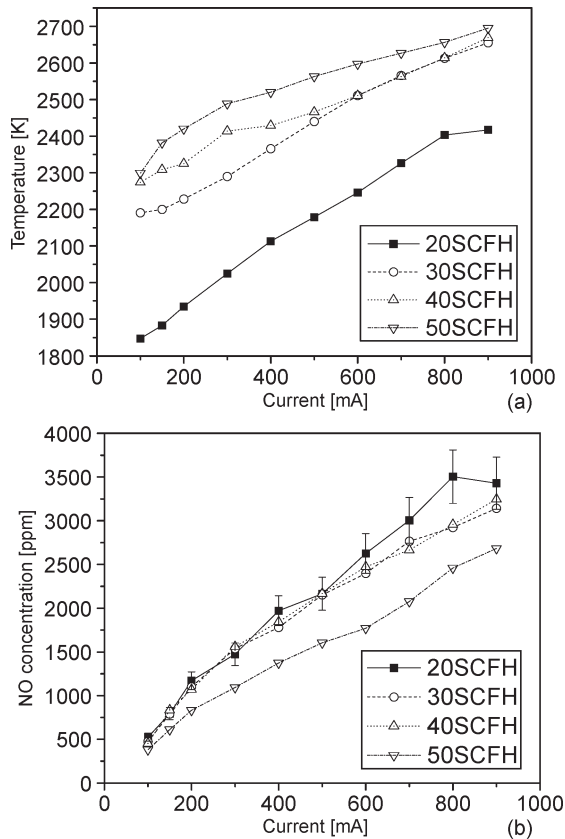 2700
2600
2500
2400
2300
2200
2100
2000
1900
1800
Temperature [K]
20SCFH
30SCFH
40SCFH
50SCFH
0 200 400 600 800 1000
Current [mA]
(a)
4000
3500
3000
2500
2000
1500
1000
500
0
NO concentration [ppm]
20SCFH
30SCFH
40SCFH
50SCFH
0 200 400 600 800 1000
Current [mA]
(b)